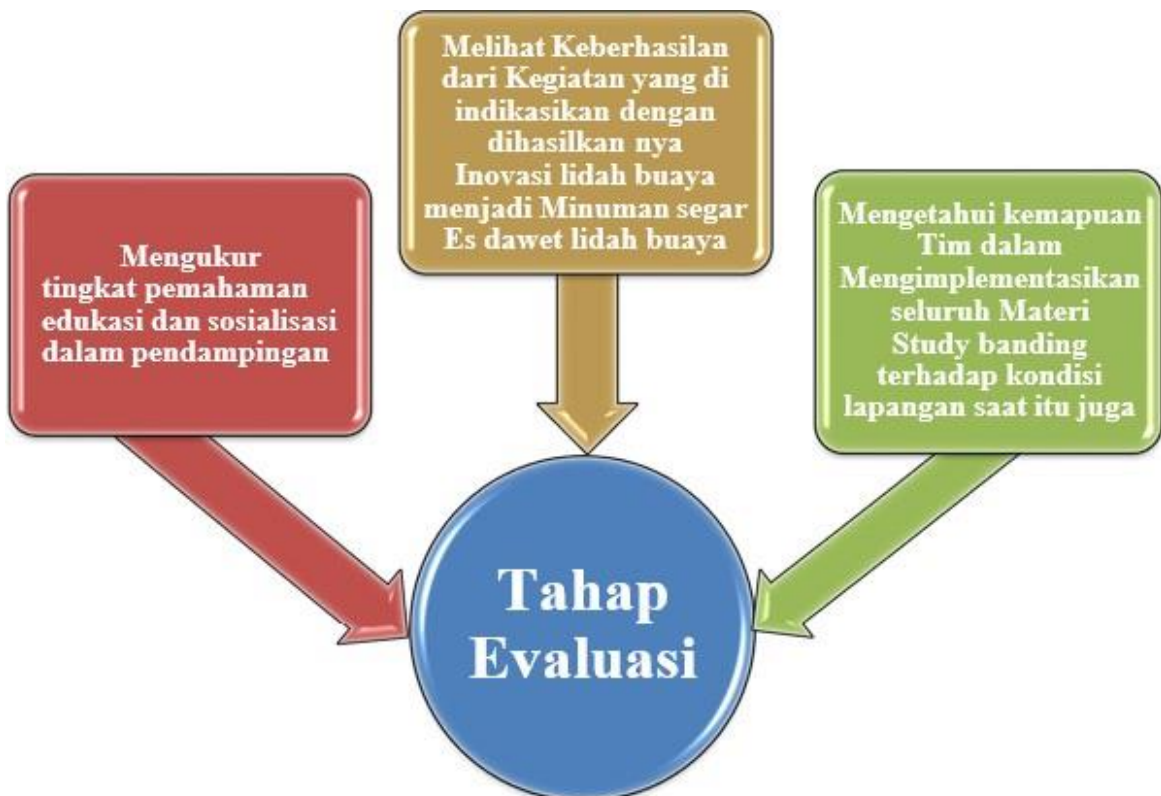 Mengukur
tingkat pemahaman
edukasi dan sosialisasi
dalam pendampingan
Melihat Keberhasilan
dari Kegiatan yang di
indikasikan dengan
dihasilkan nya
Inovasi lidah buaya
menjadi Minuman segar
Es dawet lidah buaya
Mengetahui kemapuan
Tim dalam
Mengimplementasikan
seluruh Materi
Study banding
terhadap kondisi
lapangan saat itu juga
Tahap
Evaluasi